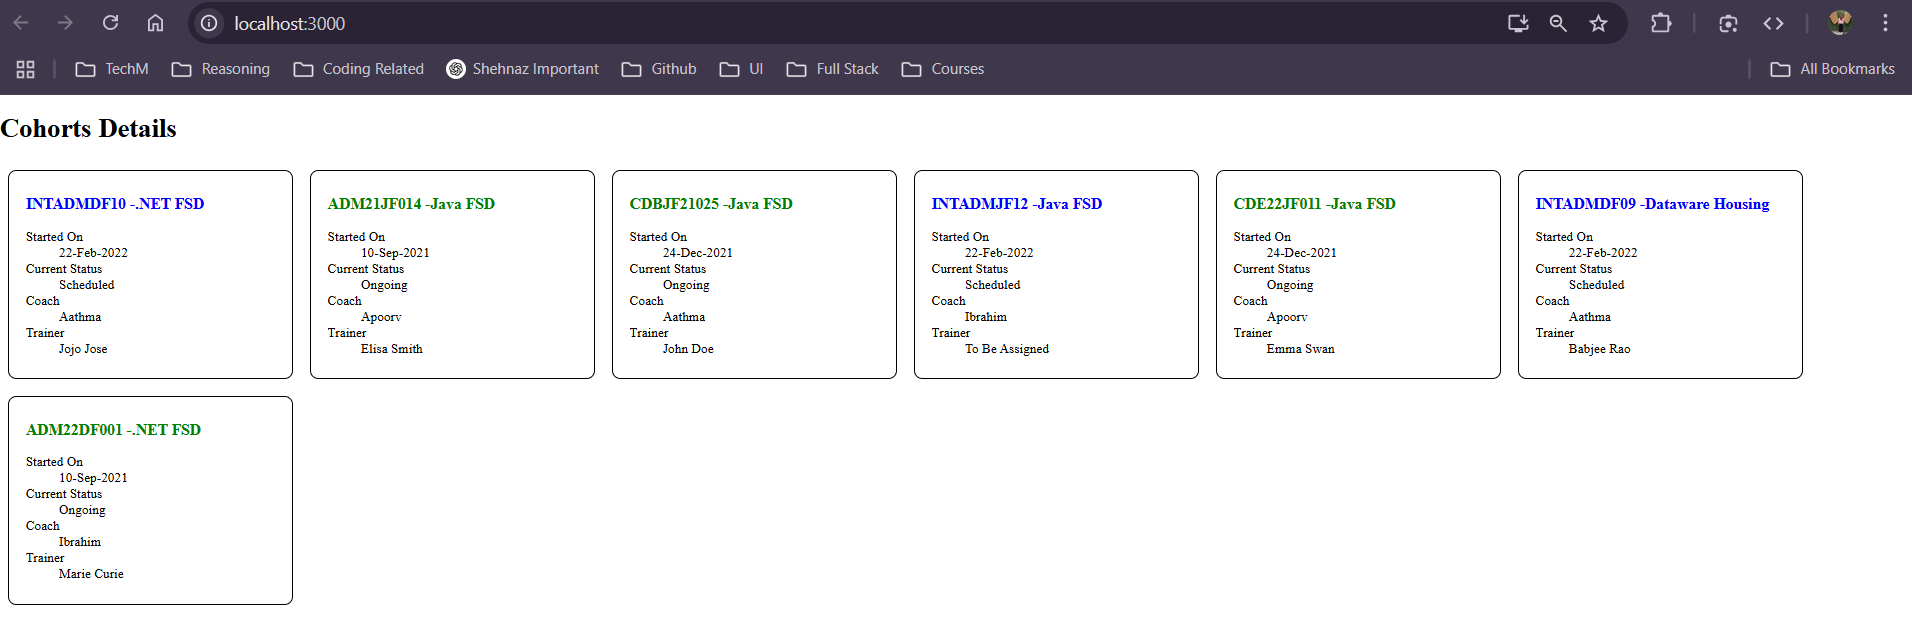 localhost:3000
TechM
Reasoning
Coding Related
Shehnaz Important
Github
UI
Full Stack
Courses
All Bookmarks
Cohorts Details
INTADMDF10 -.NET FSD
Started On
22-Feb-2022
Current Status
Scheduled
Coach
Aathma
Trainer
Jojo Jose
ADM21JF014 -Java FSD
Started On
10-Sep-2021
Current Status
Ongoing
Coach
Apoorv
Trainer
Elisa Smith
CDBJF21025 -Java FSD
Started On
24-Dec-2021
Current Status
Ongoing
Coach
Aathma
Trainer
John Doe
INTADMJF12 -Java FSD
Started On
22-Feb-2022
Current Status
Scheduled
Coach
Ibrahim
Trainer
To Be Assigned
CDE22JF011 -Java FSD
Started On
24-Dec-2021
Current Status
Ongoing
Coach
Apoorv
Trainer
Emma Swan
INTADMDF09 -Dataware Housing
Started On
22-Feb-2022
Current Status
Scheduled
Coach
Aathma
Trainer
Babjee Rao
ADM22DF001 -.NET FSD
Started On
10-Sep-2021
Current Status
Ongoing
Coach
Ibrahim
Trainer
Marie Curie